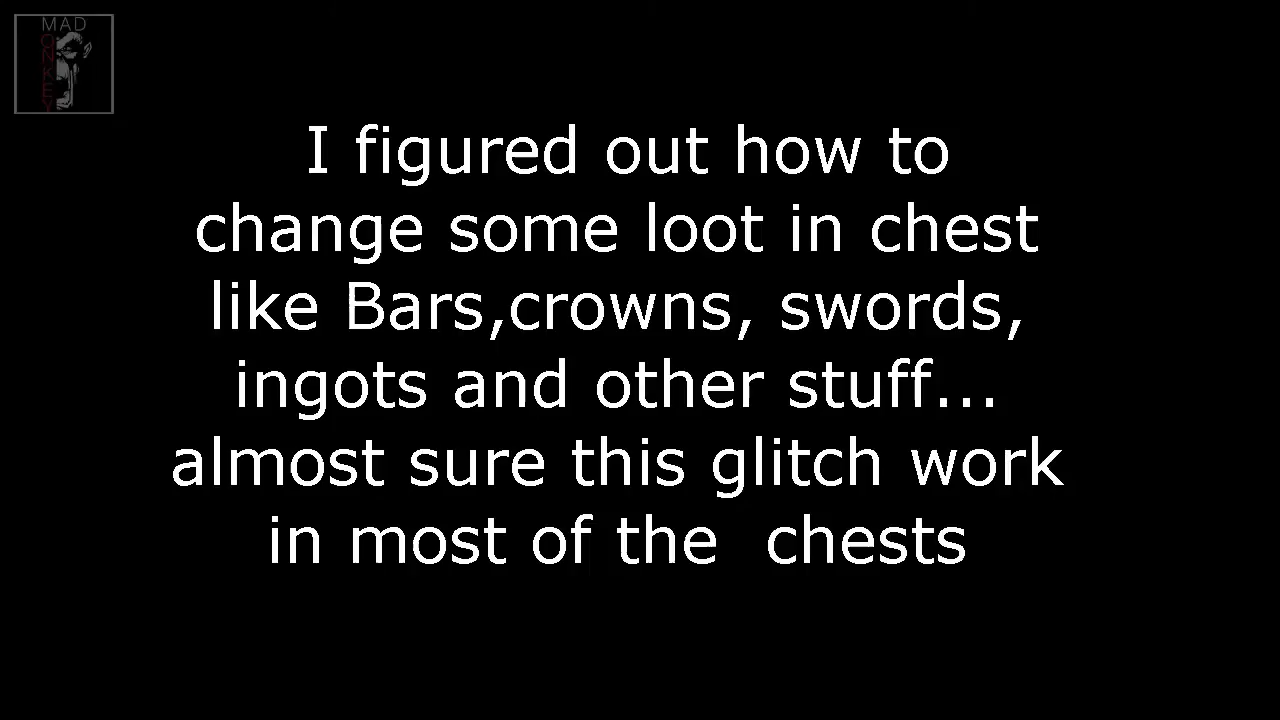 MAD
ONKEY
I figured out how to
change some loot in chest
like Bars,crowns, swords,
ingots and other stuff...
almost sure this glitch work
in most of the  chests